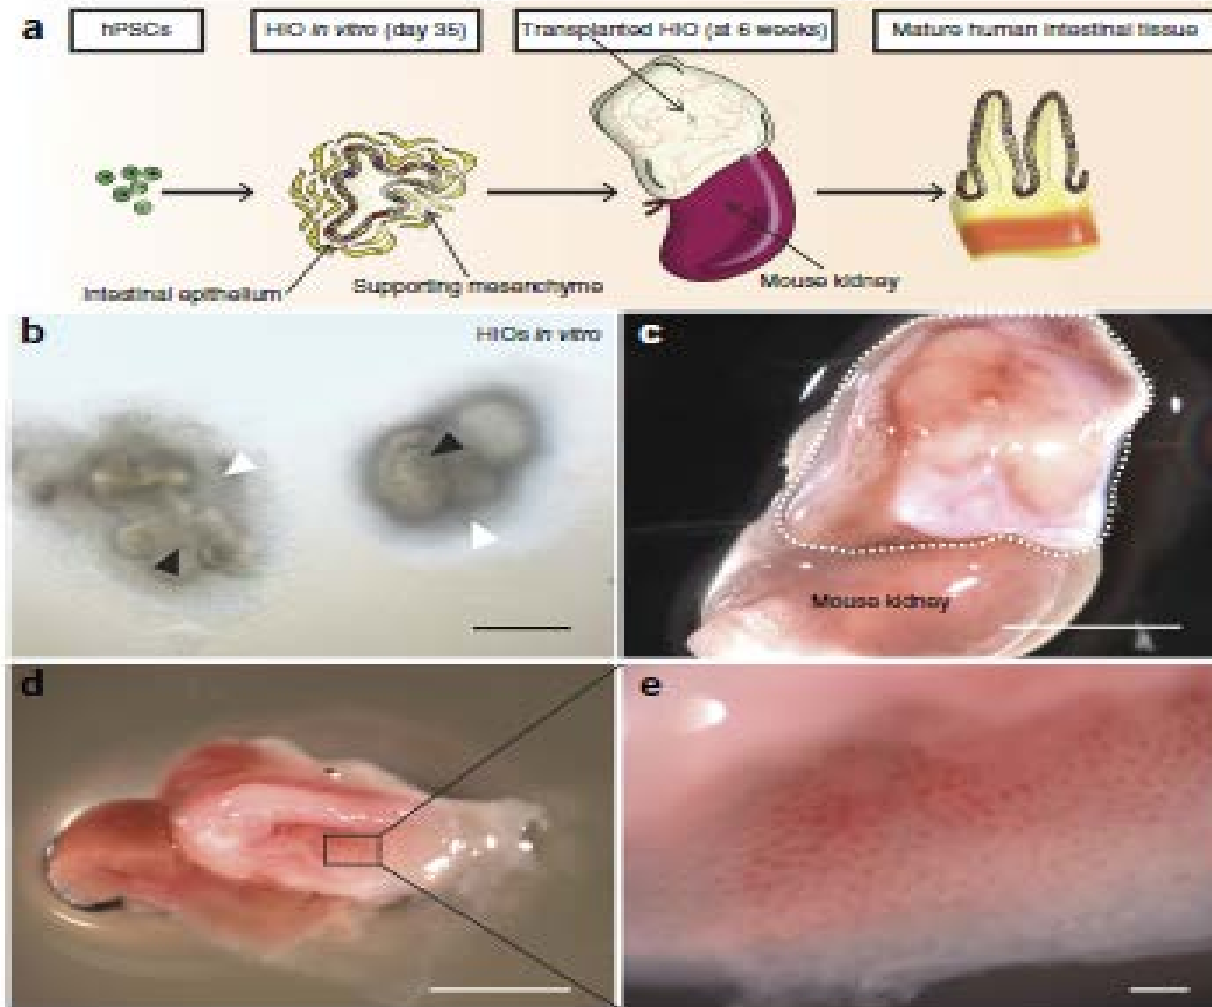 a
hPSCs
HIO in vitro (day 35)
Transplanted HIO (at 6 weeks)
Mature human intestinal tissue
Intestinal epithelium
Supporting mesenchyme
Mouse kidney
b
HIOs in vitro
c
Mouse kidney
d
e